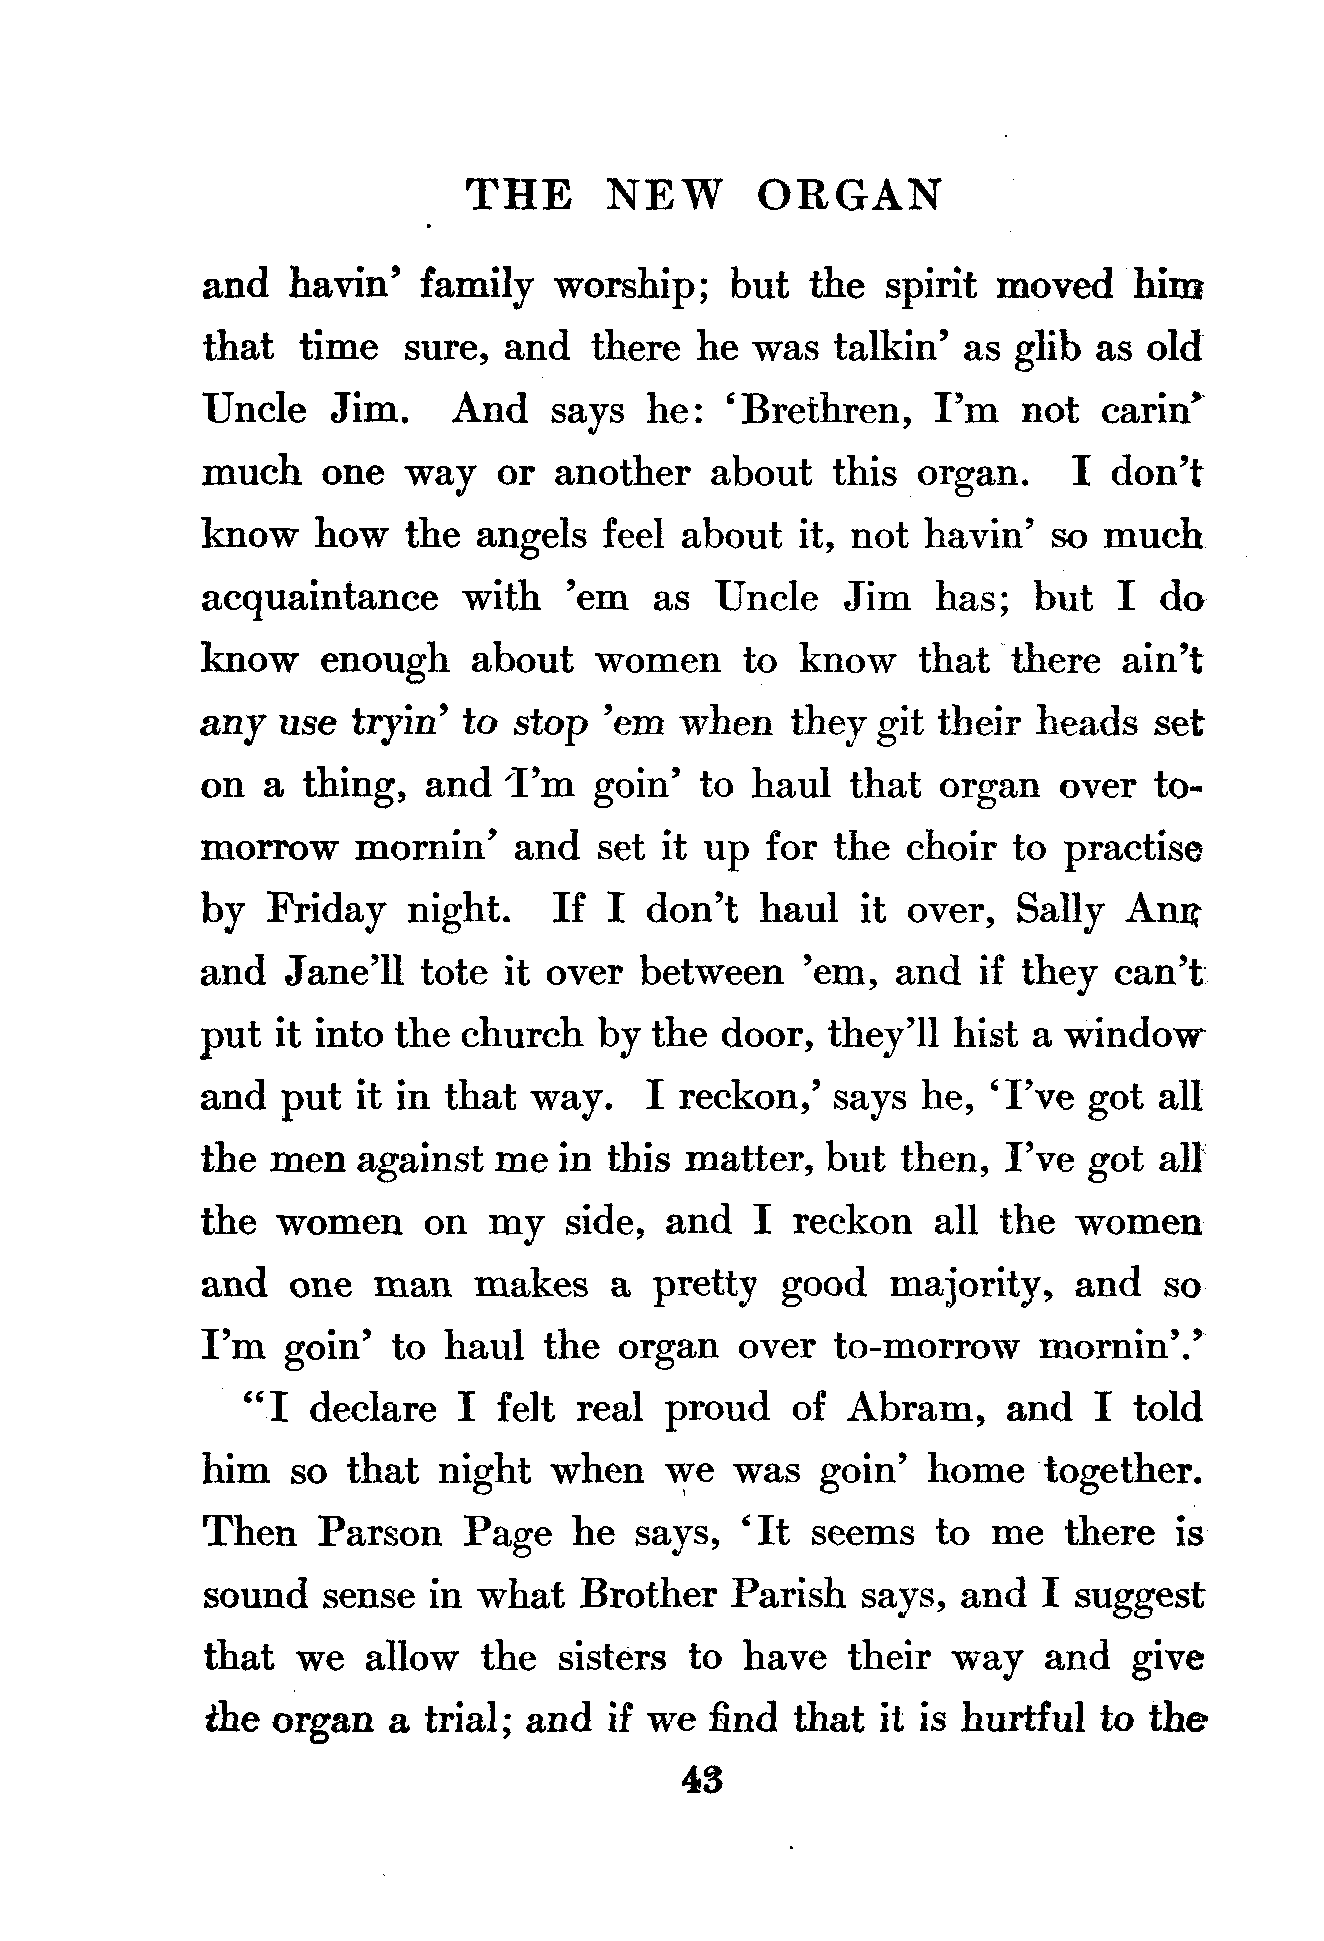 THE NEW ORGAN
and havin' family worship; but the spirit moved him
that time sure, and there he was talkin' as glib as old
Uncle Jim. And says he: ‘Brethren, I'm not carin'
much one way or another about this organ. I don't
know how the angels feel about it, not havin' so much
acquaintance with 'em as Uncle Jim has; but I do
know enough about women to know that there ain't
any use tryin' to stop 'em when they git their heads set
on a thing, and I'm goin' to haul that organ over to-
morrow mornin' and set it up for the choir to practise
by Friday night. If I don't haul it over, Sally Ann
and Jane'll tote it over between 'em, and if they can't
put it into the church by the door, they'll hist a window
and put it in that way. I reckon,’ says he, ‘I've got all
the men against me in this matter, but then, I've got all
the women on my side, and I reckon all the women
and one man makes a pretty good majority, and so
I'm goin' to haul the organ over to-morrow mornin'.’
“I declare I felt real proud of Abram, and I told
him so that night when we was goin' home together.
Then Parson Page he says, ‘It seems to me there is
sound sense in what Brother Parish says, and I suggest
that we allow the sisters to have their way and give
the organ a trial; and if we find that it is hurtful to the
43